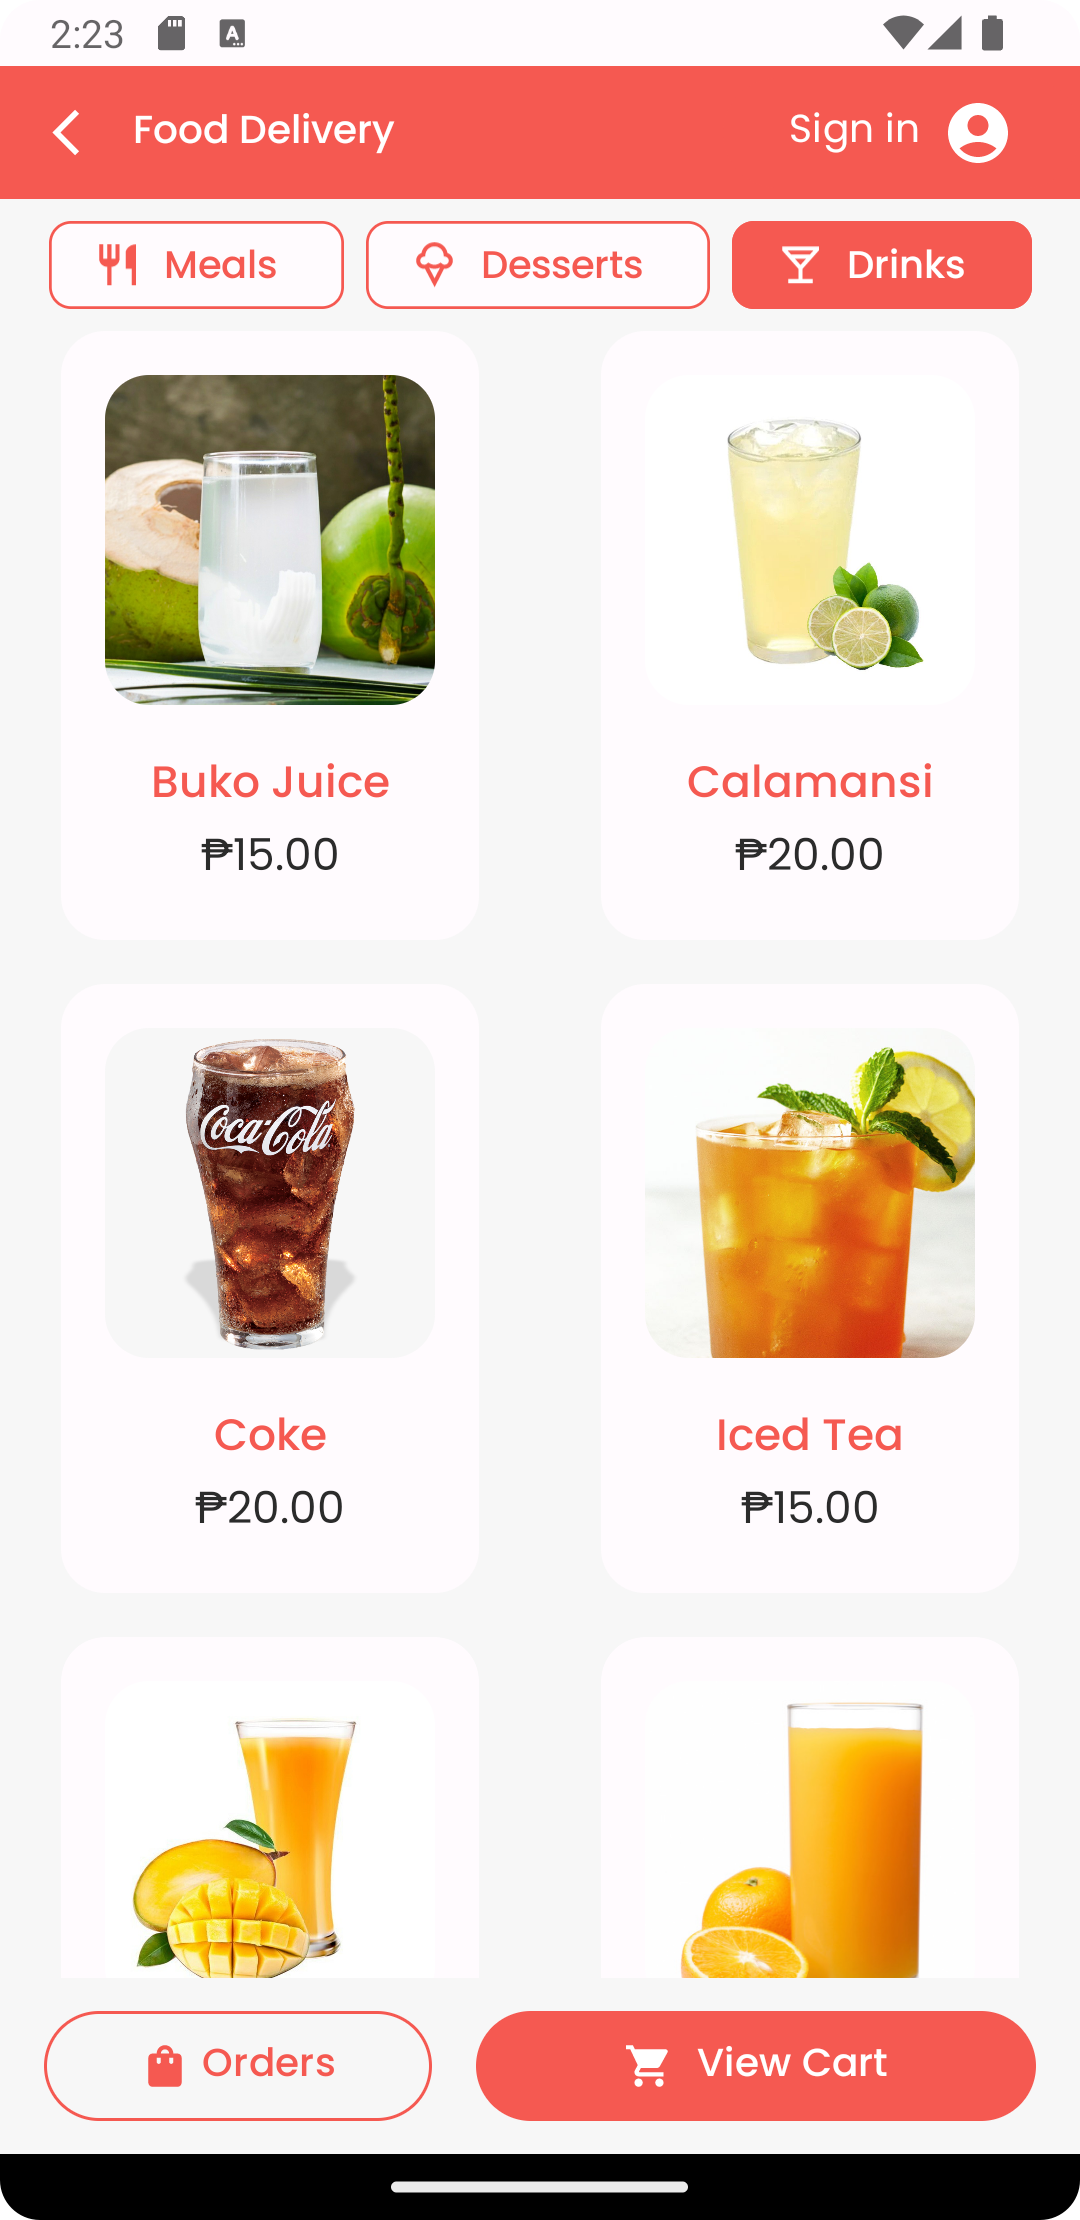 2:23
A
Food Delivery
Sign in
Meals
Desserts
Drinks
Buko Juice
₱15.00
Calamansi
₱20.00
Coca-Cola
Coke
₱20.00
Iced Tea
₱15.00
Orders
View Cart